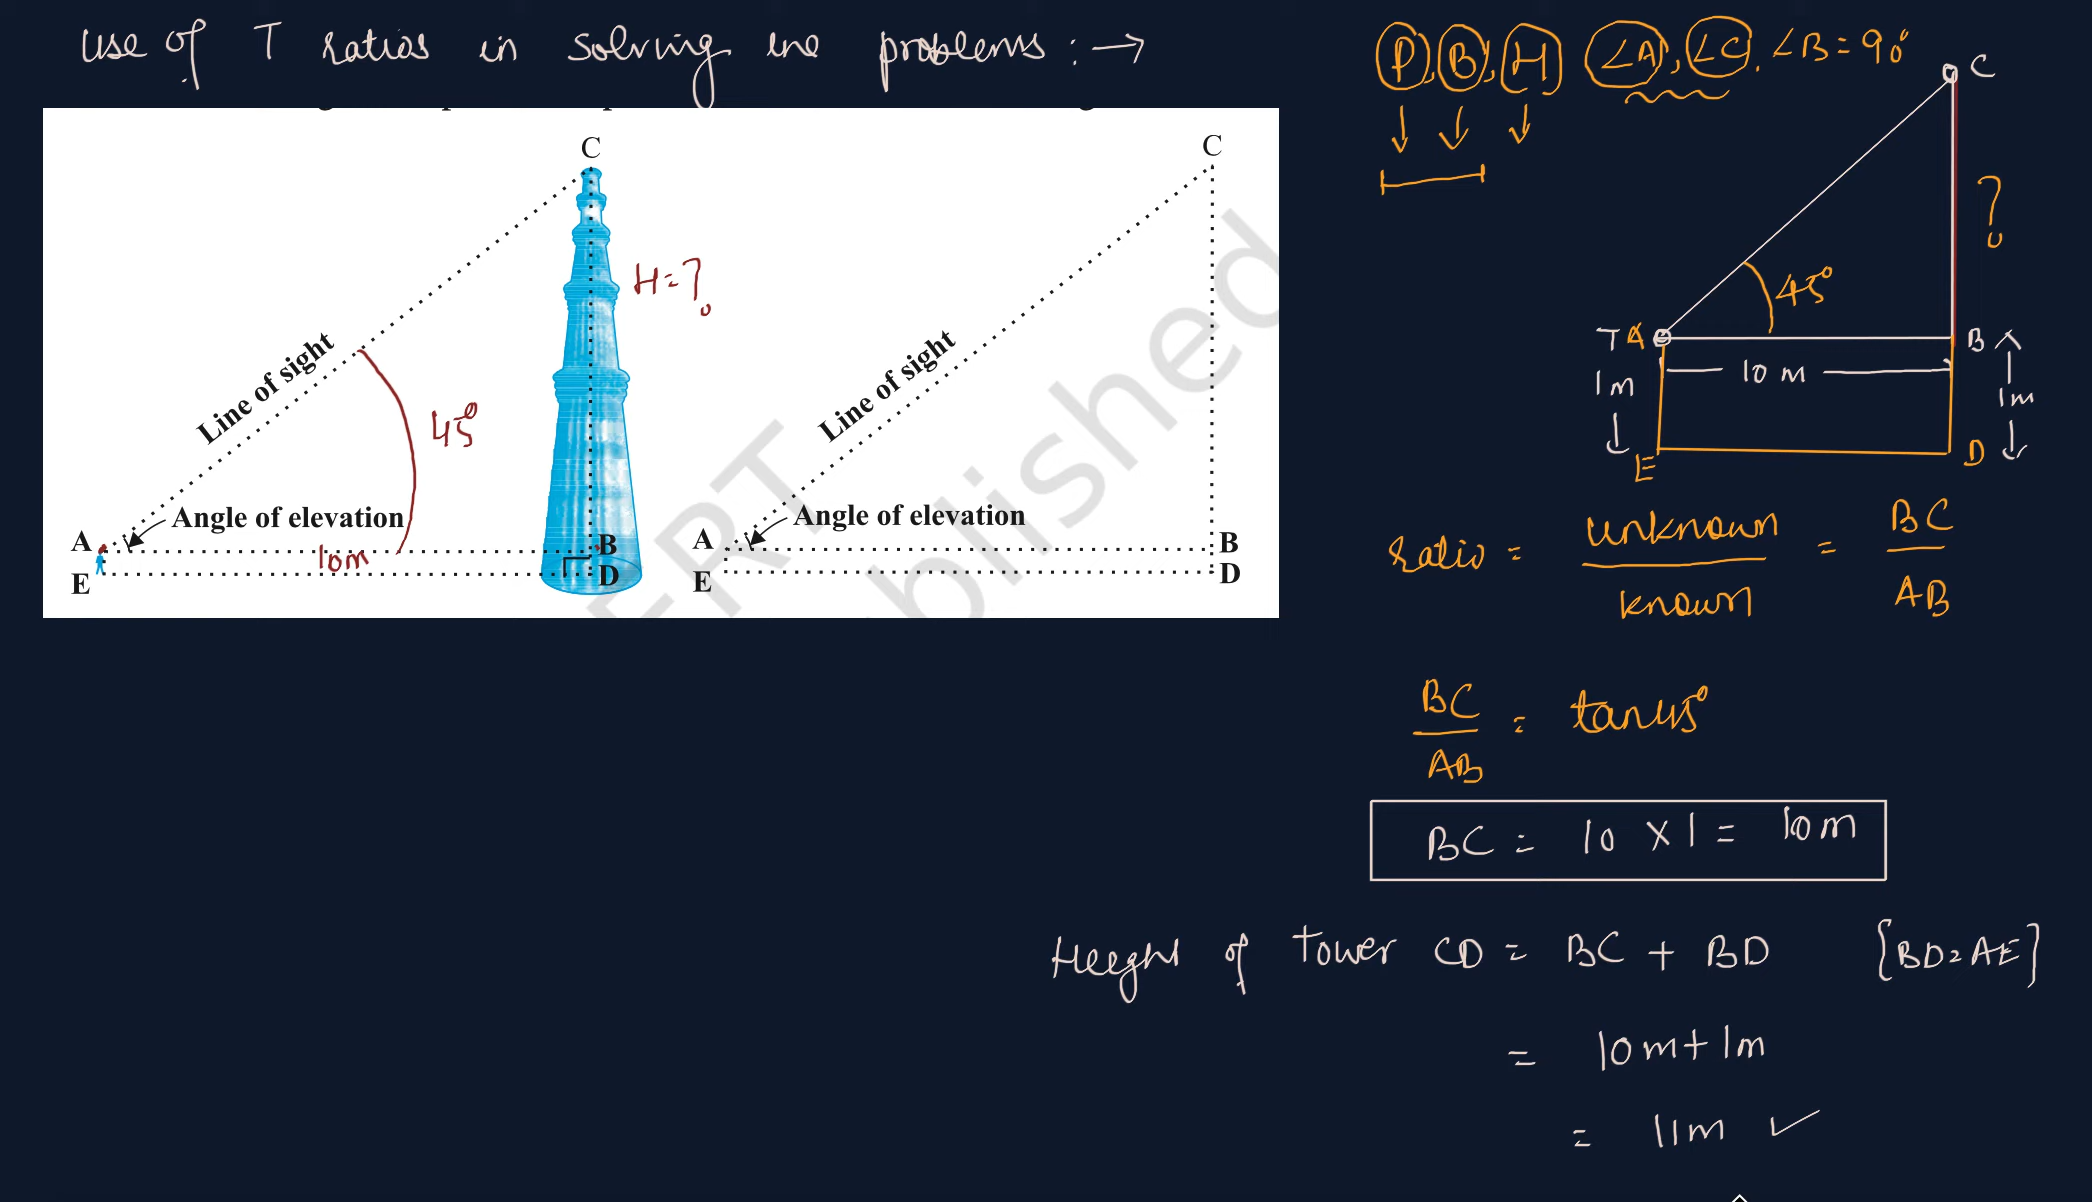 use of T ratios in solving the problems : →
P, B, H ∠A, ∠C, ∠B = 90°
C
C
C
?
H = ?
45°
Line of sight
Line of sight
45°
T A
B
10 m
1m
1m
E
D
A
Angle of elevation
B
10m
E
D
A
Angle of elevation
B
E
D
ERT
blished
ratio = unknown / known = BC / AB
BC / AB = tan45°
BC = 10 × 1 = 10m
Height of tower CD = BC + BD {BD = AE}
= 10m + 1m
= 11m ✓